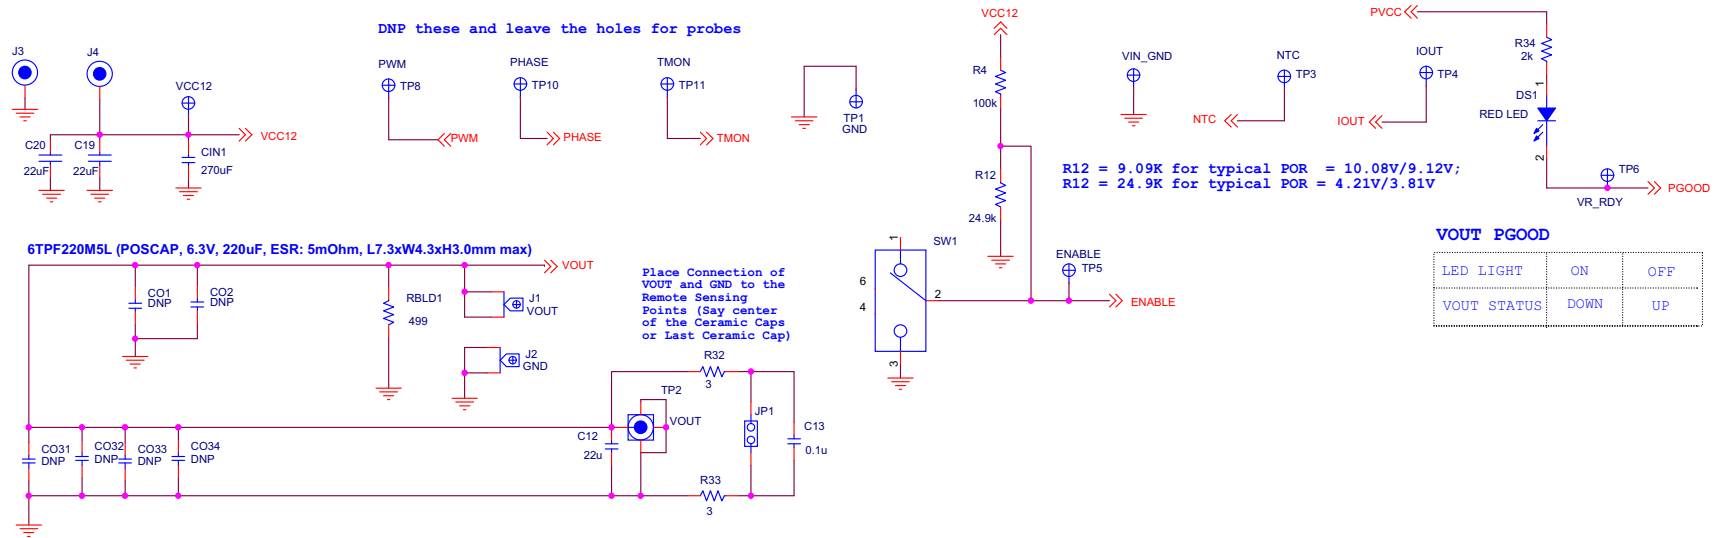 DNP these and leave the holes for probes
J3
J4
VCC12
VCC12
C20
22uF
C19
22uF
CIN1
270uF
PWM
TP8
PWM
PHASE
TP10
PHASE
TMON
TP11
TMON
TP1
GND
VCC12
R4
100k
R12
24.9k
VIN_GND
NTC
TP3
NTC
IOUT
TP4
IOUT
PVCC
R34
2k
1
DS1
RED LED
2
TP6
PGOOD
VR_RDY
R12 = 9.09K for typical POR = 10.08V/9.12V;
R12 = 24.9K for typical POR = 4.21V/3.81V
SW1
1
6
4
2
3
ENABLE
TP5
ENABLE
VOUT PGOOD
LED LIGHT ON OFF
VOUT STATUS DOWN UP
6TPF220M5L (POSCAP, 6.3V, 220uF, ESR: 5mOhm, L7.3xW4.3xH3.0mm max)
VOUT
CO1
DNP
CO2
DNP
RBLD1
499
J1
VOUT
J2
GND
Place Connection of
VOUT and GND to the
Remote Sensing
Points (Say center
of the Ceramic Caps
or Last Ceramic Cap)
R32
3
TP2
VOUT
C12
22u
JP1
C13
0.1u
R33
3
CO31
DNP
CO32
DNP
CO33
DNP
CO34
DNP